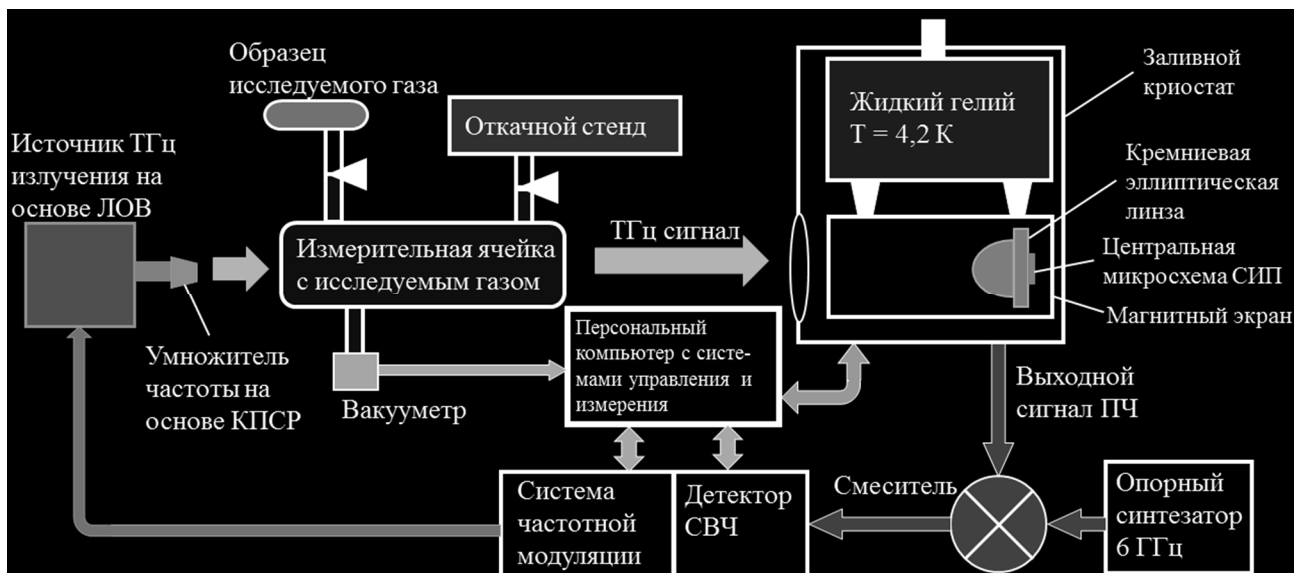 Образец
исследуемого газа
Источник ТГц
излучения на
основе ЛОВ
Откачной стенд
Измерительная ячейка
с исследуемым газом
ТГц сигнал
Жидкий гелий
T = 4,2 К
Заливной
криостат
Кремниевая
эллиптическая
линза
Центральная
микросхема СИП
Магнитный экран
Умножитель
частоты на
основе КПСР
Вакууметр
Персональный
компьютер с систе-
мами управления и
измерения
Выходной
сигнал ПЧ
Система
частотной
модуляции
Детектор
СВЧ
Смеситель
Опорный
синтезатор
6 ГГц